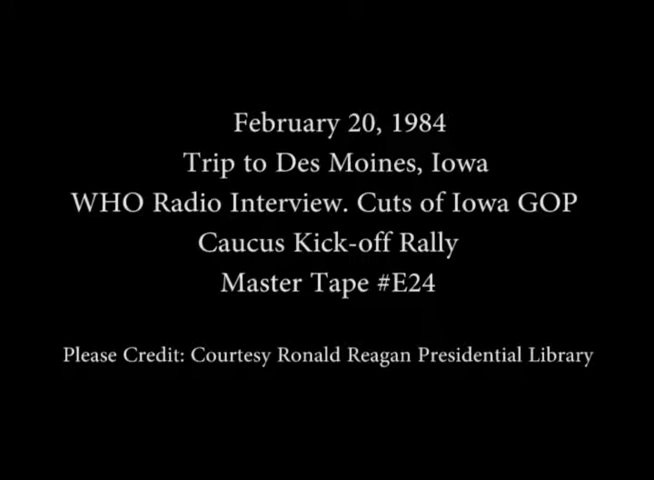 February 20, 1984
Trip to Des Moines, Iowa
WHO Radio Interview. Cuts of Iowa GOP
Caucus Kick-off Rally
Master Tape #E24
Please Credit: Courtesy Ronald Reagan Presidential Library